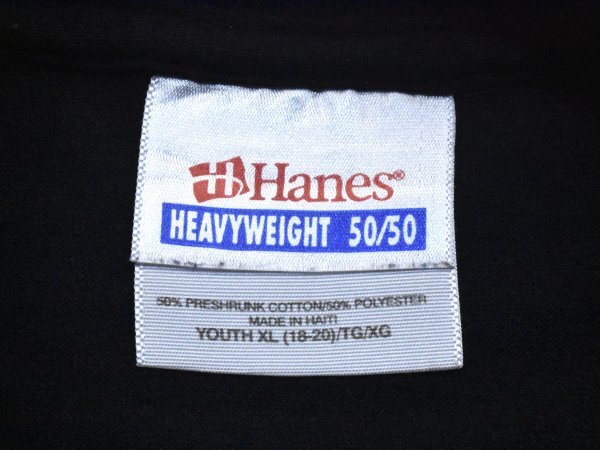 Hanes®
HEAVYWEIGHT 50/50
50% PRESHRUNK COTTON/50% POLYESTER
MADE IN HAITI
YOUTH XL (18-20)/TG/XG